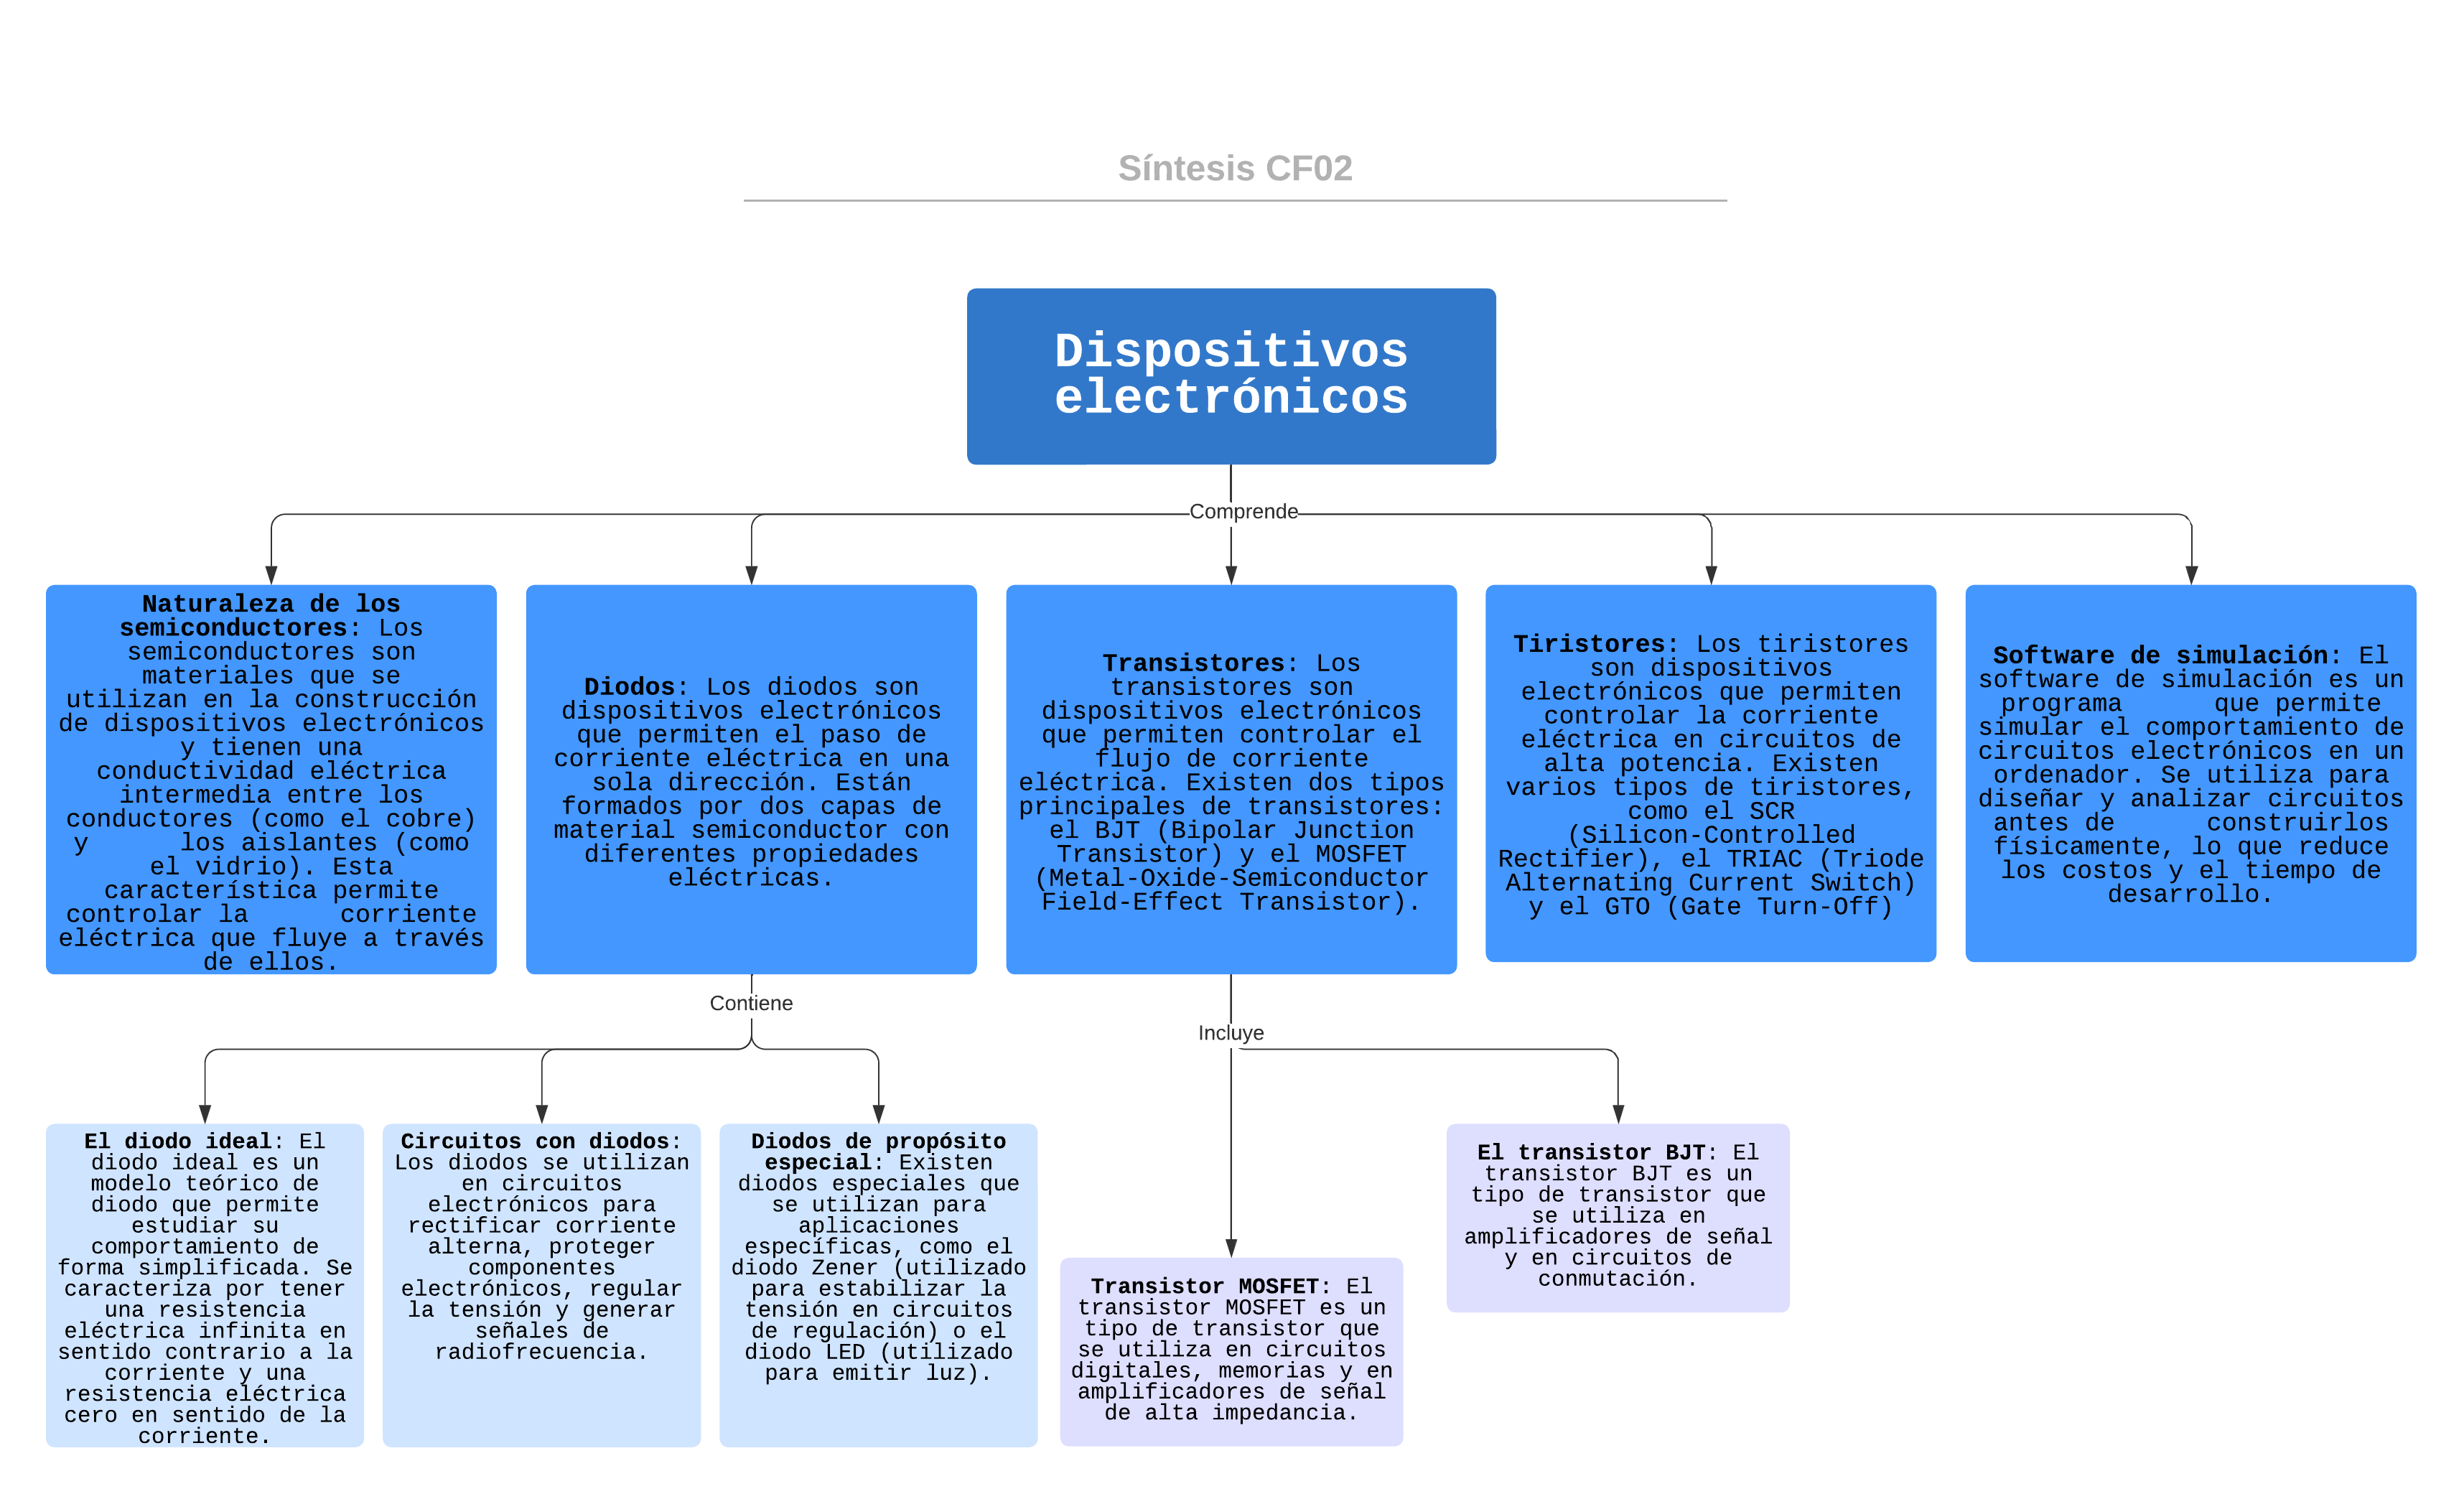 Síntesis CF02
Dispositivos
electrónicos
Comprende
Naturaleza de los
semiconductores: Los
semiconductores son
materiales que se
utilizan en la construcción
de dispositivos electrónicos
y tienen una
conductividad eléctrica
intermedia entre los
conductores (como el cobre)
y      los aislantes (como
el vidrio). Esta
característica permite
controlar la      corriente
eléctrica que fluye a través
de ellos.
Diodos: Los diodos son
dispositivos electrónicos
que permiten el paso de
corriente eléctrica en una
sola dirección. Están
formados por dos capas de
material semiconductor con
diferentes propiedades
eléctricas.
Transistores: Los
transistores son
dispositivos electrónicos
que permiten controlar el
flujo de corriente
eléctrica. Existen dos tipos
principales de transistores:
el BJT (Bipolar Junction
Transistor) y el MOSFET
(Metal-Oxide-Semiconductor
Field-Effect Transistor).
Tiristores: Los tiristores
son dispositivos
electrónicos que permiten
controlar la corriente
eléctrica en circuitos de
alta potencia. Existen
varios tipos de tiristores,
como el SCR
(Silicon-Controlled
Rectifier), el TRIAC (Triode
Alternating Current Switch)
y el GTO (Gate Turn-Off)
Software de simulación: El
software de simulación es un
programa      que permite
simular el comportamiento de
circuitos electrónicos en un
ordenador. Se utiliza para
diseñar y analizar circuitos
antes de      construirlos
físicamente, lo que reduce
los costos y el tiempo de
desarrollo.
Contiene
Incluye
El diodo ideal: El
diodo ideal es un
modelo teórico de
diodo que permite
estudiar su
comportamiento de
forma simplificada. Se
caracteriza por tener
una resistencia
eléctrica infinita en
sentido contrario a la
corriente y una
resistencia eléctrica
cero en sentido de la
corriente.
Circuitos con diodos:
Los diodos se utilizan
en circuitos
electrónicos para
rectificar corriente
alterna, proteger
componentes
electrónicos, regular
la tensión y generar
señales de
radiofrecuencia.
Diodos de propósito
especial: Existen
diodos especiales que
se utilizan para
aplicaciones
específicas, como el
diodo Zener (utilizado
para estabilizar la
tensión en circuitos
de regulación) o el
diodo LED (utilizado
para emitir luz).
Transistor MOSFET: El
transistor MOSFET es un
tipo de transistor que
se utiliza en circuitos
digitales, memorias y en
amplificadores de señal
de alta impedancia.
El transistor BJT: El
transistor BJT es un
tipo de transistor que
se utiliza en
amplificadores de señal
y en circuitos de
conmutación.